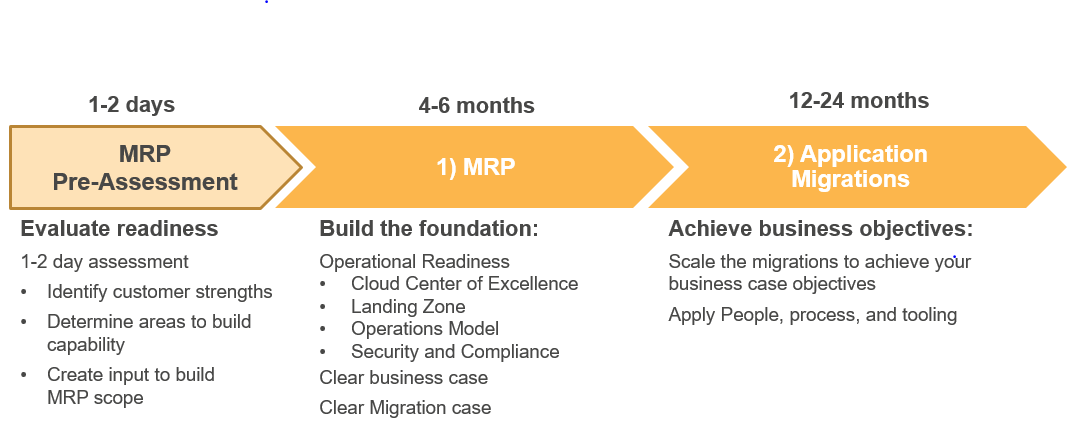 1-2 days
4-6 months
12-24 months
MRP
Pre-Assessment
1) MRP
2) Application
Migrations
Evaluate readiness
1-2 day assessment
• Identify customer strengths
• Determine areas to build
capability
• Create input to build
MRP scope
Build the foundation:
Operational Readiness
• Cloud Center of Excellence
• Landing Zone
• Operations Model
• Security and Compliance
Clear business case
Clear Migration case
Achieve business objectives:
Scale the migrations to achieve your
business case objectives
Apply People, process, and tooling